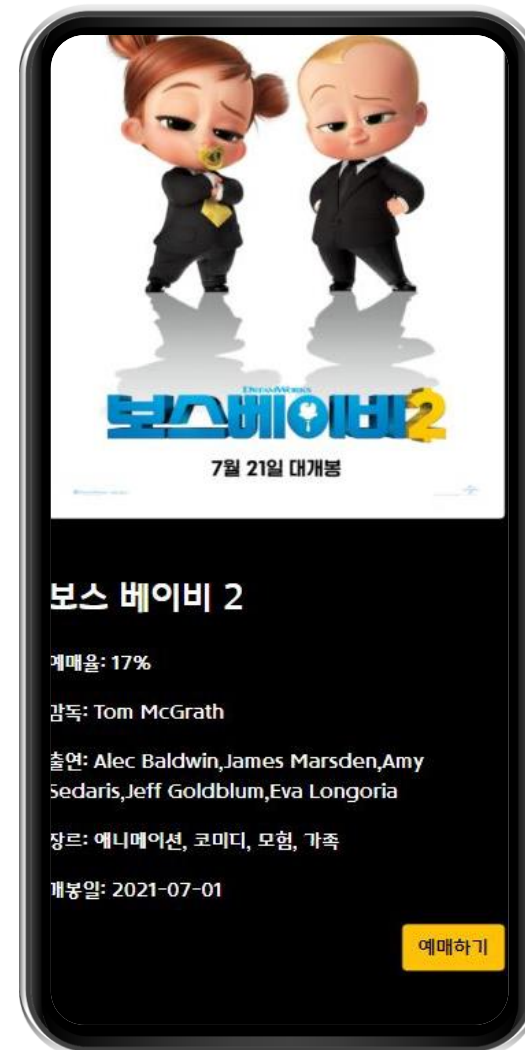 DREAMWORKS
보스베이비2
7월 21일 대개봉
보스 베이비 2
예매율: 17%
감독: Tom McGrath
출연: Alec Baldwin,James Marsden,Amy
Sedaris,Jeff Goldblum,Eva Longoria
장르: 애니메이션, 코미디, 모험, 가족
개봉일: 2021-07-01
예매하기